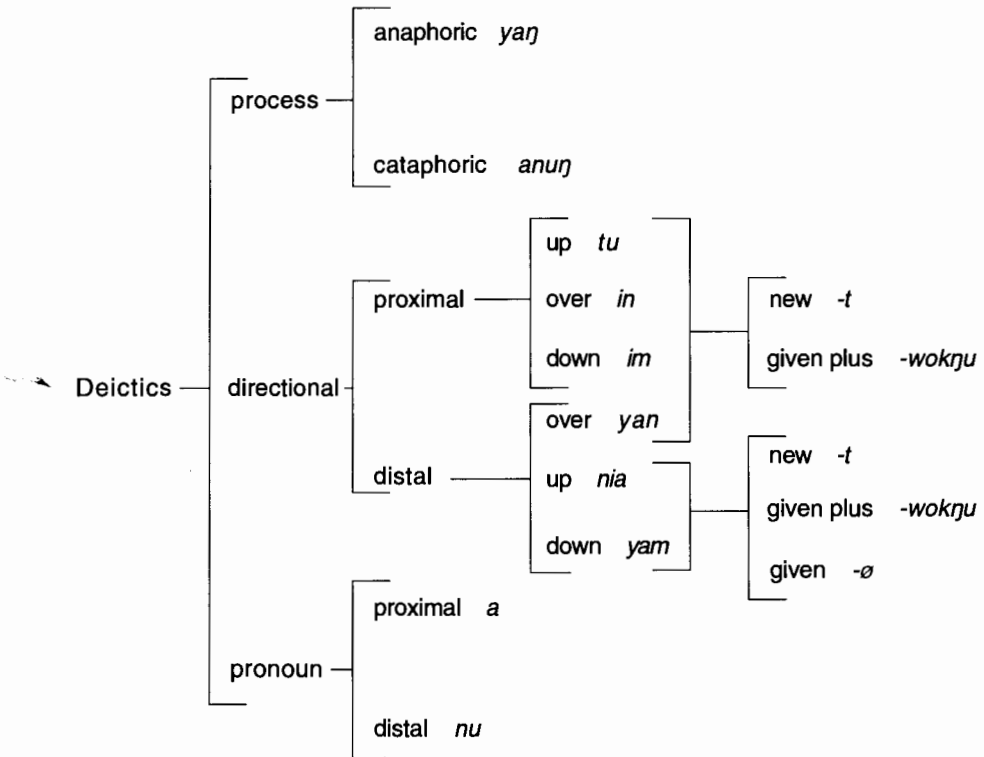 anaphoric yaŋ
process
cataphoric anuŋ
up tu
proximal over in new -t
down im given plus -wokŋu
Deictics directional
over yan
new -t
distal up nia
given plus -wokŋu
down yam
given -ø
proximal a
pronoun
distal nu